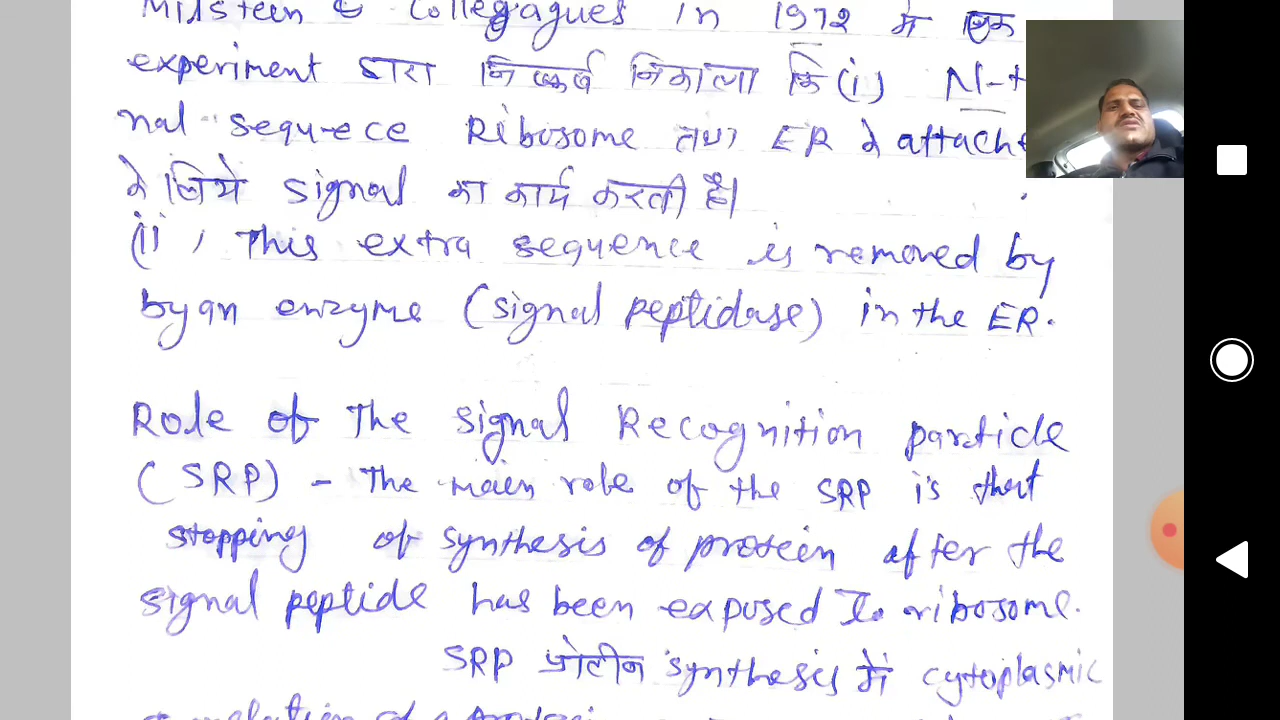 Milsteen & Collegagues in 1972 में एक
experiment द्वारा निष्कर्ष निकाला कि (i) N-t
nal sequece Ribosome तथा ER से attach
के लिये signal का कार्य करती है।
(ii, This extra sequence is removed by
by an enzyme (signal peptidase) in the ER.
Role of The Signal Recognition particle
(SRP) - The main role of the SRP is that
stopping of synthesis of protein after the
signal peptide has been exposed To ribosome.
SRP प्रोटीन synthesis में cytoplasmic